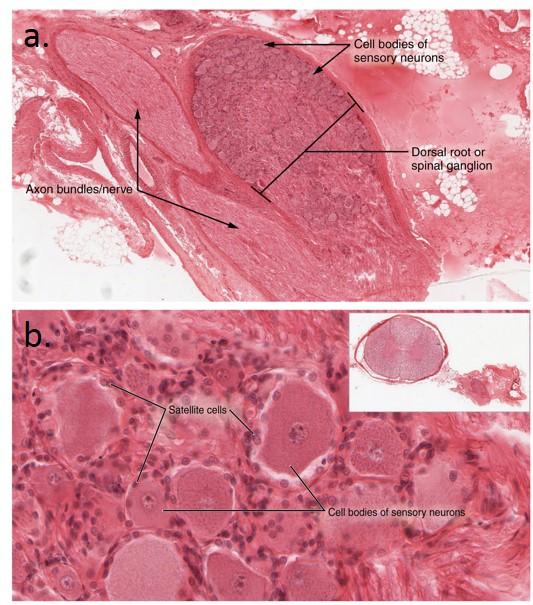 a.
Cell bodies of
sensory neurons
Dorsal root or
spinal ganglion
Axon bundles/nerve
b.
Satellite cells
Cell bodies of sensory neurons